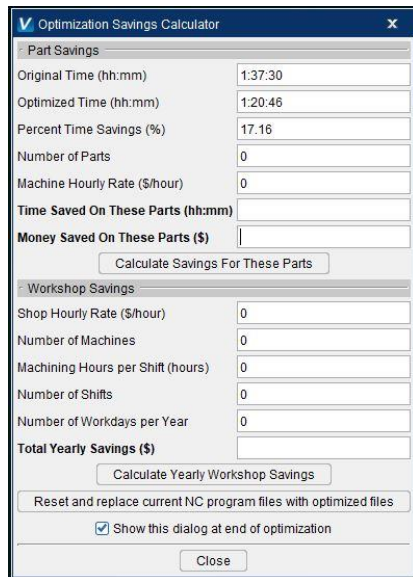 Optimization Savings Calculator
Part Savings
Original Time (hh:mm) 1:37:30
Optimized Time (hh:mm) 1:20:46
Percent Time Savings (%) 17.16
Number of Parts 0
Machine Hourly Rate ($/hour) 0
Time Saved On These Parts (hh:mm)
Money Saved On These Parts ($)
Calculate Savings For These Parts
Workshop Savings
Shop Hourly Rate ($/hour) 0
Number of Machines 0
Machining Hours per Shift (hours) 0
Number of Shifts 0
Number of Workdays per Year 0
Total Yearly Savings ($)
Calculate Yearly Workshop Savings
Reset and replace current NC program files with optimized files
Show this dialog at end of optimization
Close